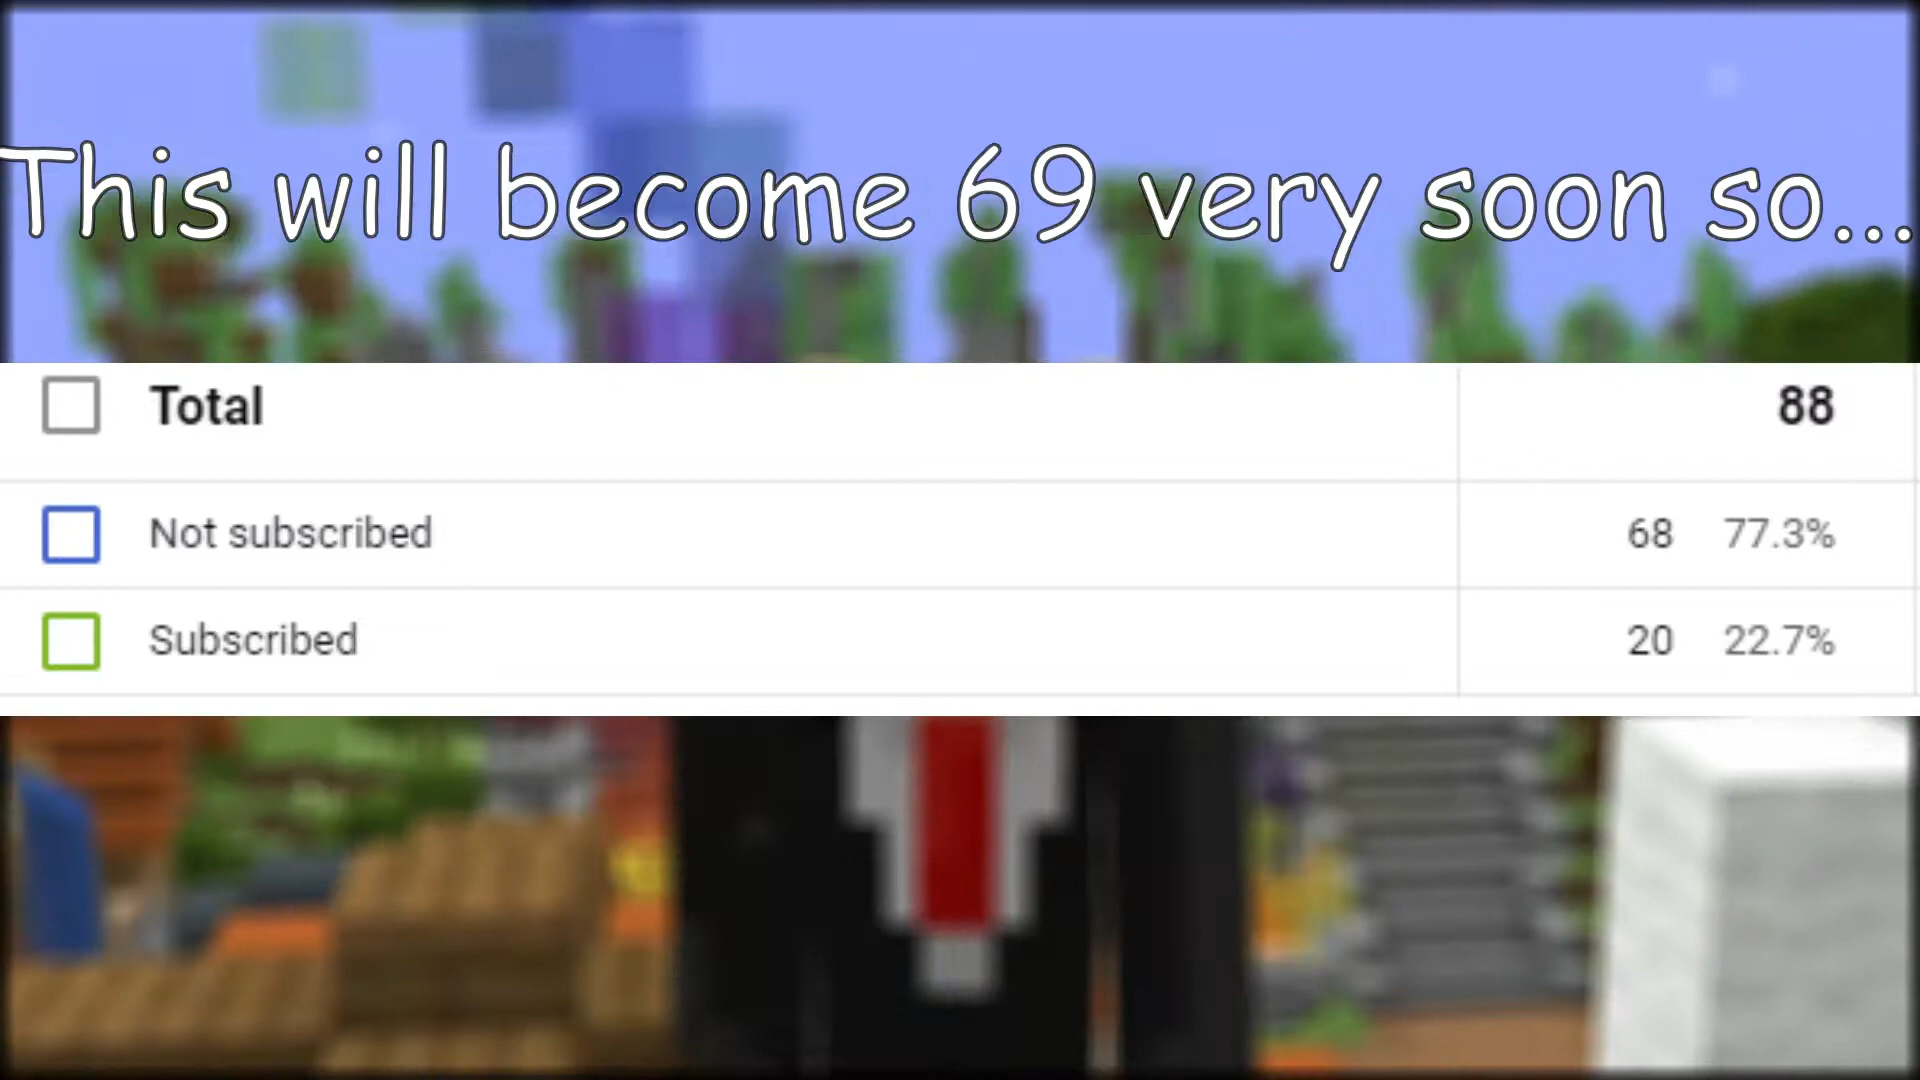 This will become 69 very soon so...
Total 88
Not subscribed 68 77.3%
Subscribed 20 22.7%